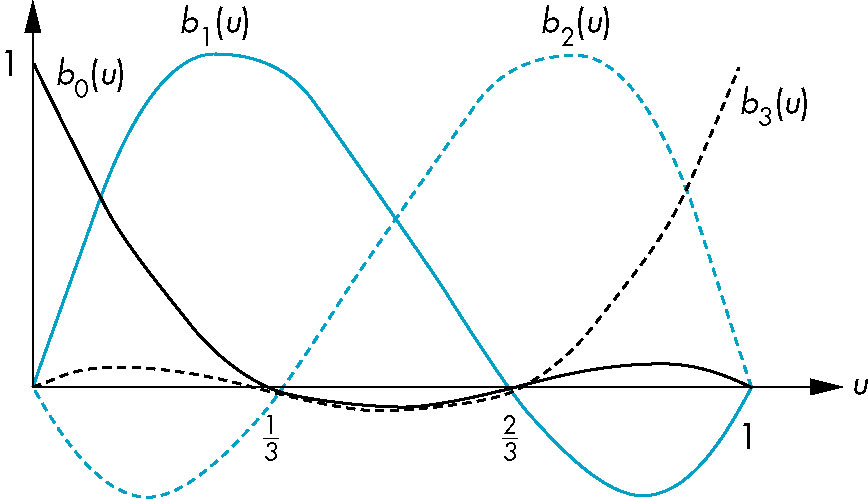 b₁(u)
b₂(u)
1
b₀(u)
b₃(u)
u
1/3
2/3
1